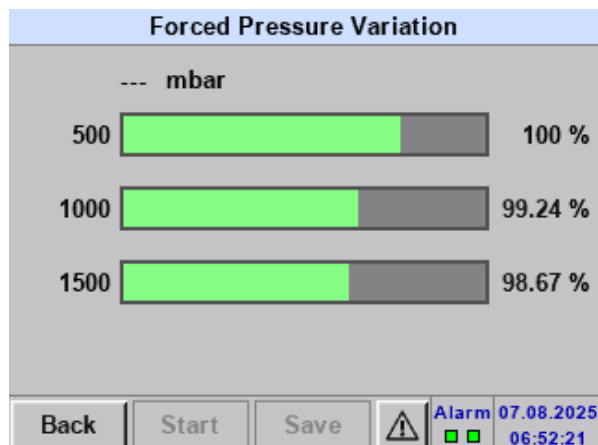 Forced Pressure Variation
--- mbar
500 100 %
1000 99.24 %
1500 98.67 %
Back Start Save Alarm 07.08.2025
06:52:21